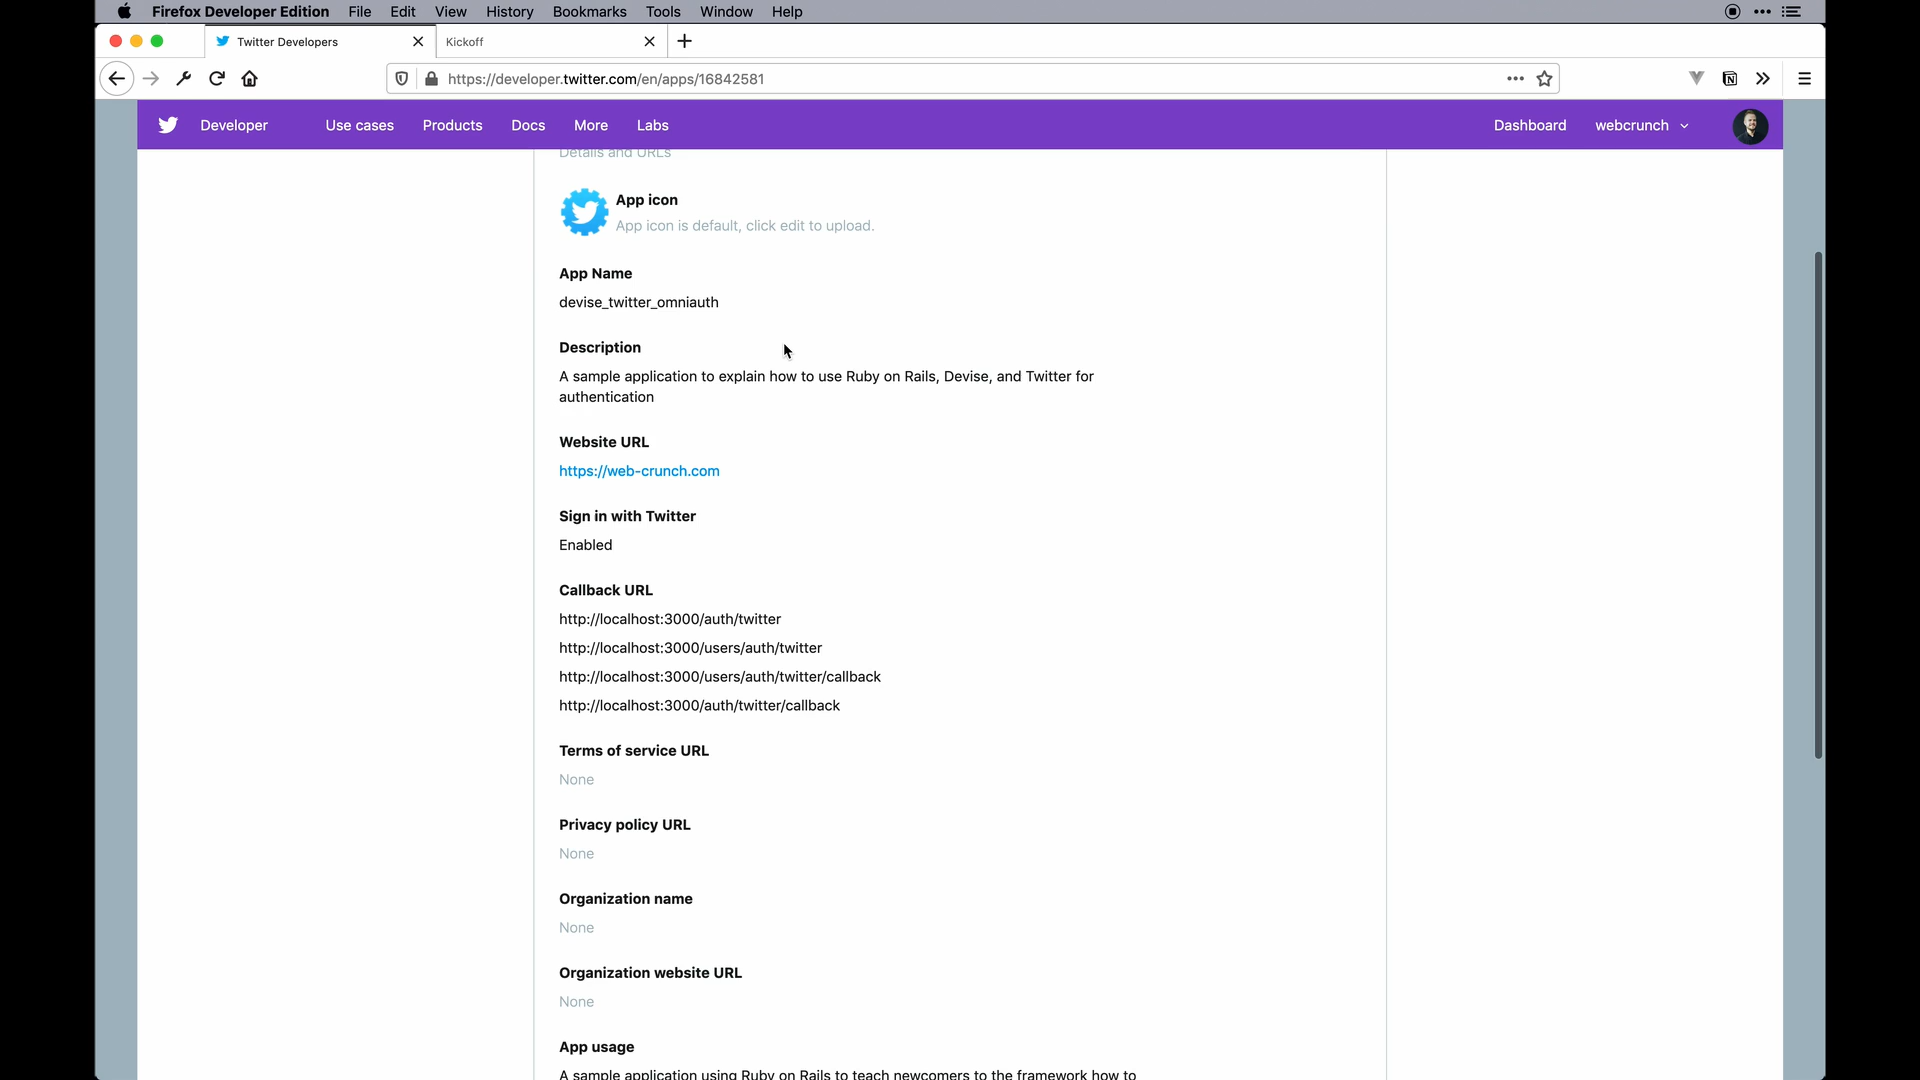 Firefox Developer Edition File Edit View History Bookmarks Tools Window Help
Twitter Developers
Kickoff
https://developer.twitter.com/en/apps/16842581
Developer Use cases Products Docs More Labs Dashboard webcrunch
Details and URLs
App icon
App icon is default, click edit to upload.
App Name
devise_twitter_omniauth
Description
A sample application to explain how to use Ruby on Rails, Devise, and Twitter for
authentication
Website URL
https://web-crunch.com
Sign in with Twitter
Enabled
Callback URL
http://localhost:3000/auth/twitter
http://localhost:3000/users/auth/twitter
http://localhost:3000/users/auth/twitter/callback
http://localhost:3000/auth/twitter/callback
Terms of service URL
None
Privacy policy URL
None
Organization name
None
Organization website URL
None
App usage
A sample application using Ruby on Rails to teach newcomers to the framework how to